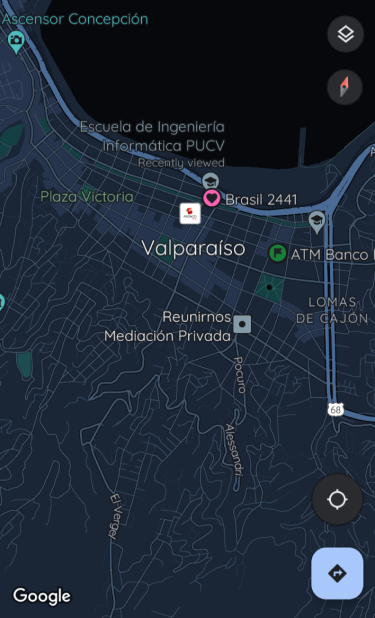 Ascensor Concepción
Escuela de Ingeniería
Informática PUCV
Recently viewed
Plaza Victoria
Brasil 2441
Valparaíso
ATM Banco
Reunirnos
Mediación Privada
LOMAS
DE CAJÓN
Pocuro
68
Alessandri
El Vergel
Google